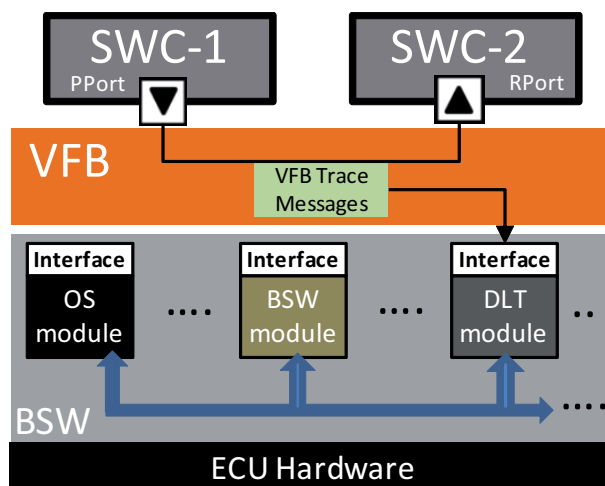 SWC-1
PPort
SWC-2
RPort
VFB
VFB Trace
Messages
Interface
OS
module
....
Interface
BSW
module
....
Interface
DLT
module
..
....
BSW
ECU Hardware